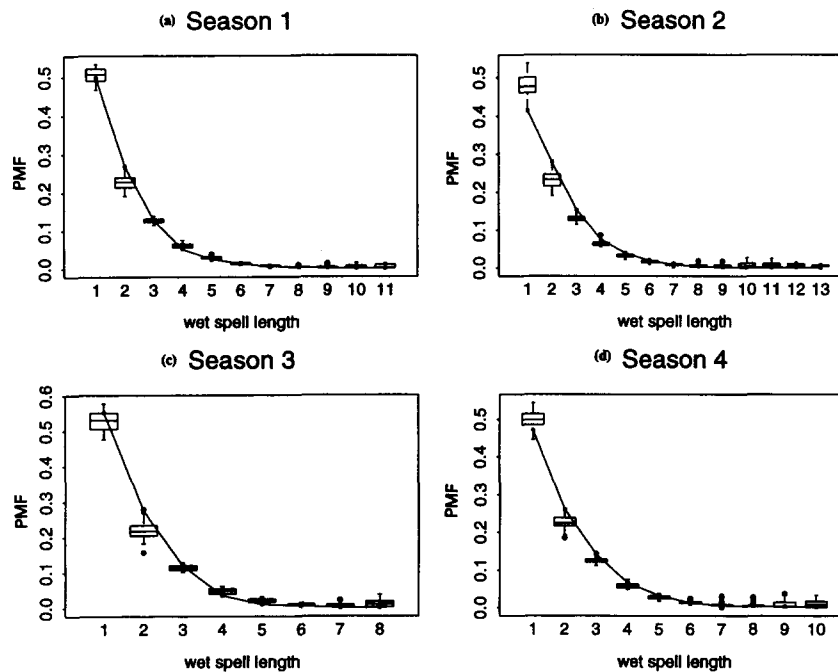 (a) Season 1
PMF
0.5
0.4
0.3
0.2
0.1
0.0
1 2 3 4 5 6 7 8 9 10 11
wet spell length
(b) Season 2
PMF
0.5
0.4
0.3
0.2
0.1
0.0
1 2 3 4 5 6 7 8 9 10 11 12 13
wet spell length
(c) Season 3
PMF
0.6
0.5
0.4
0.3
0.2
0.1
0.0
1 2 3 4 5 6 7 8
wet spell length
(d) Season 4
PMF
0.5
0.4
0.3
0.2
0.1
0.0
1 2 3 4 5 6 7 8 9 10
wet spell length